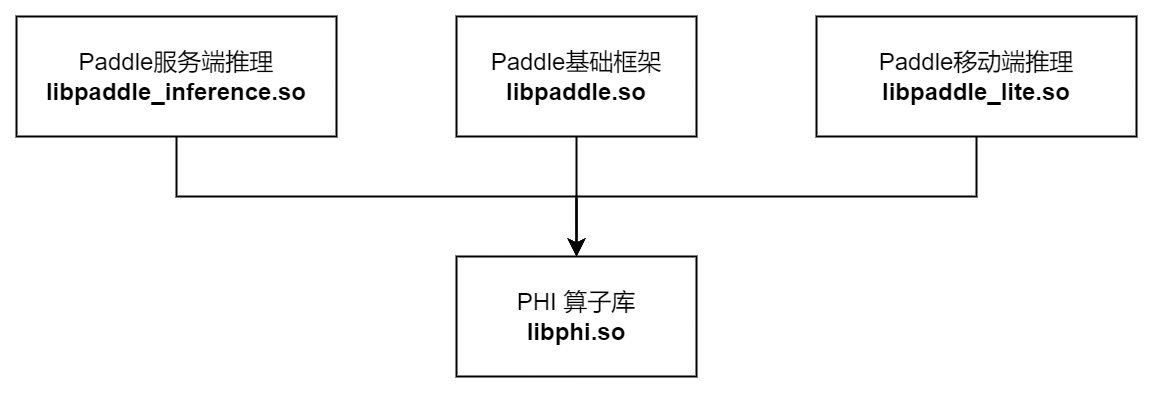 Paddle服务端推理
libpaddle_inference.so
Paddle基础框架
libpaddle.so
Paddle移动端推理
libpaddle_lite.so
PHI 算子库
libphi.so